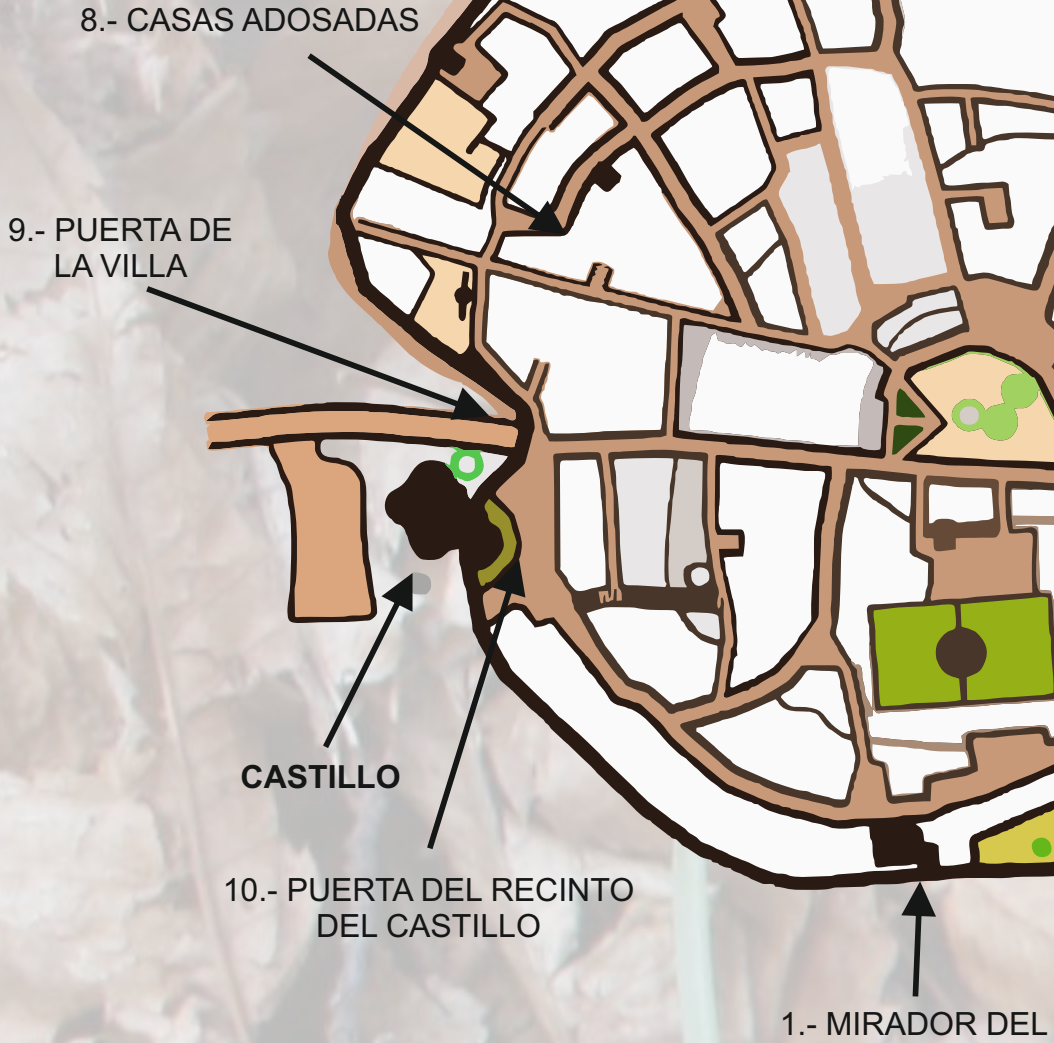 8.- CASAS ADOSADAS
9.- PUERTA DE
LA VILLA
CASTILLO
10.- PUERTA DEL RECINTO
DEL CASTILLO
1.- MIRADOR DEL